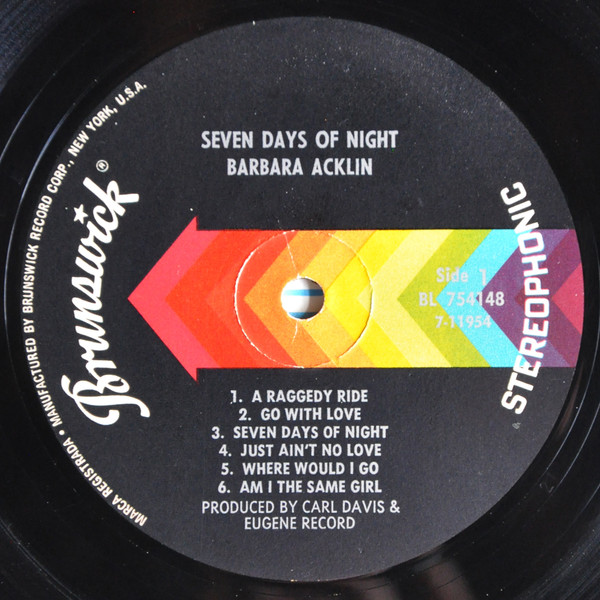 SEVEN DAYS OF NIGHT
BARBARA ACKLIN
Brunswick®
STEREOPHONIC
Side 1
BL 754148
7-11954
1. A RAGGEDY RIDE
2. GO WITH LOVE
3. SEVEN DAYS OF NIGHT
4. JUST AIN'T NO LOVE
5. WHERE WOULD I GO
6. AM I THE SAME GIRL
PRODUCED BY CARL DAVIS &
EUGENE RECORD
MARCA REGISTRADA • MANUFACTURED BY BRUNSWICK RECORD CORP., NEW YORK, U.S.A.